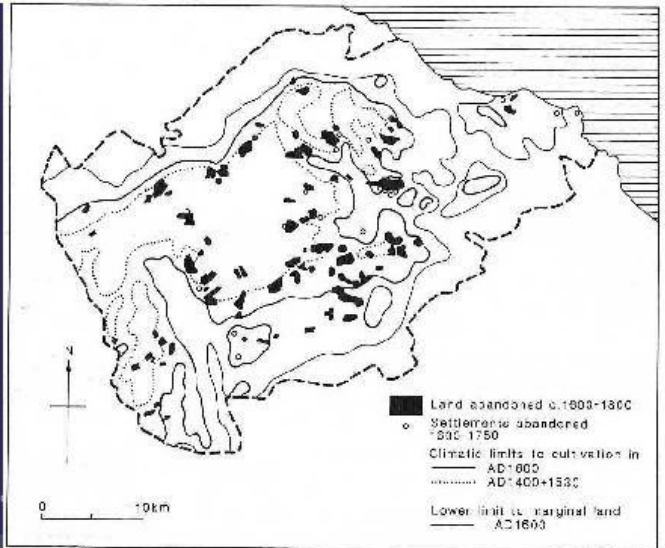 N
0 10km
Land abandoned c.1600-1800
Settlements abandoned
1600-1750
Climatic limits to cultivation in
AD1600
AD1400+1530
Lower limit to marginal land
AD1600